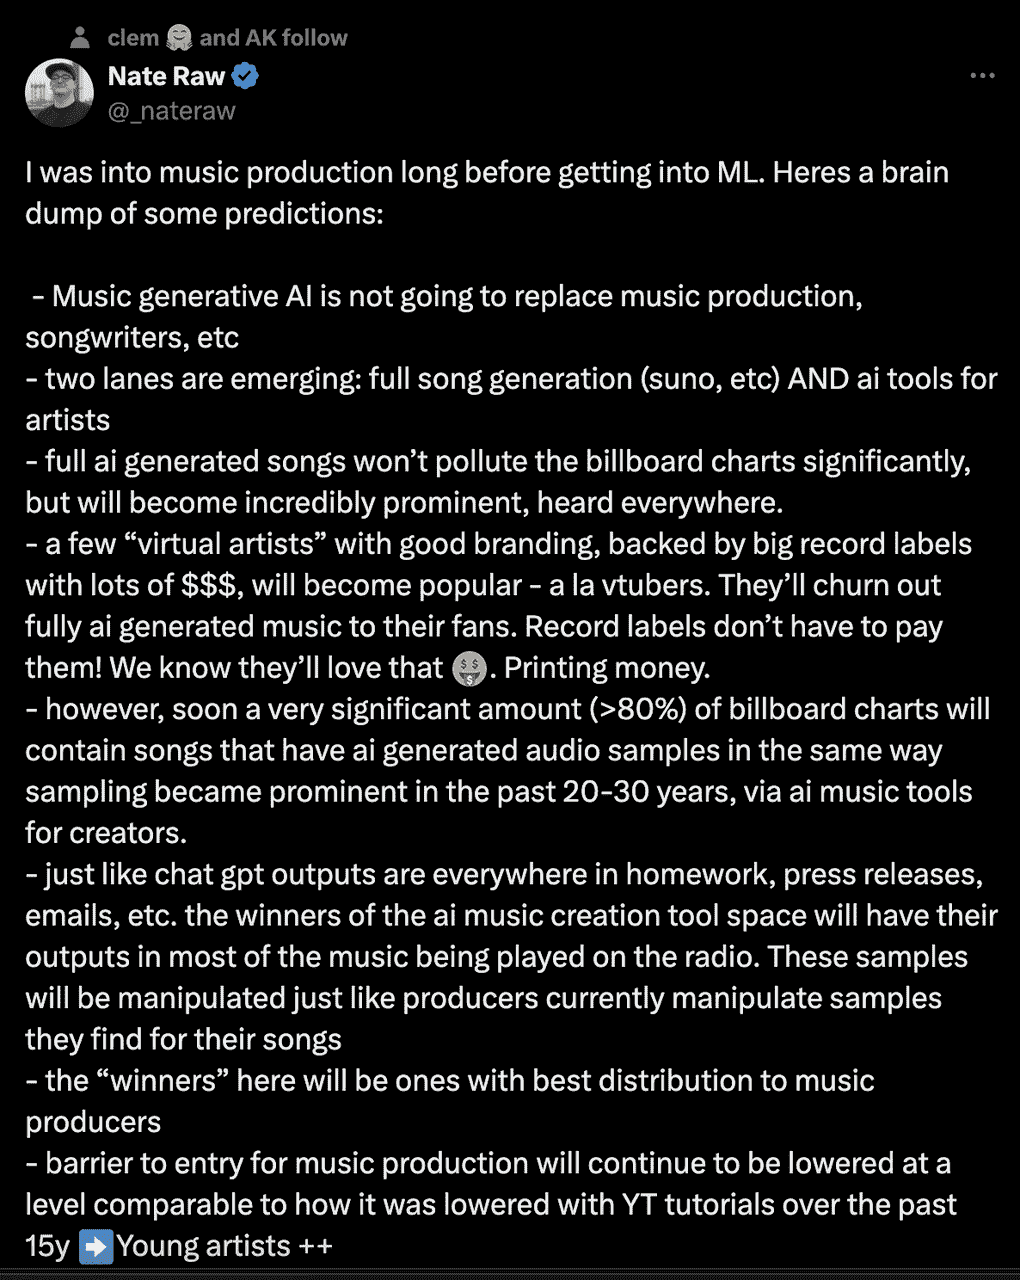 clem 🤗 and AK follow
Nate Raw
@_nateraw
I was into music production long before getting into ML. Heres a brain
dump of some predictions:
- Music generative AI is not going to replace music production,
songwriters, etc
- two lanes are emerging: full song generation (suno, etc) AND ai tools for
artists
- full ai generated songs won’t pollute the billboard charts significantly,
but will become incredibly prominent, heard everywhere.
- a few “virtual artists” with good branding, backed by big record labels
with lots of $$$, will become popular - a la vtubers. They’ll churn out
fully ai generated music to their fans. Record labels don’t have to pay
them! We know they’ll love that 🤑. Printing money.
- however, soon a very significant amount (>80%) of billboard charts will
contain songs that have ai generated audio samples in the same way
sampling became prominent in the past 20-30 years, via ai music tools
for creators.
- just like chat gpt outputs are everywhere in homework, press releases,
emails, etc. the winners of the ai music creation tool space will have their
outputs in most of the music being played on the radio. These samples
will be manipulated just like producers currently manipulate samples
they find for their songs
- the “winners” here will be ones with best distribution to music
producers
- barrier to entry for music production will continue to be lowered at a
level comparable to how it was lowered with YT tutorials over the past
15y ➡️Young artists ++